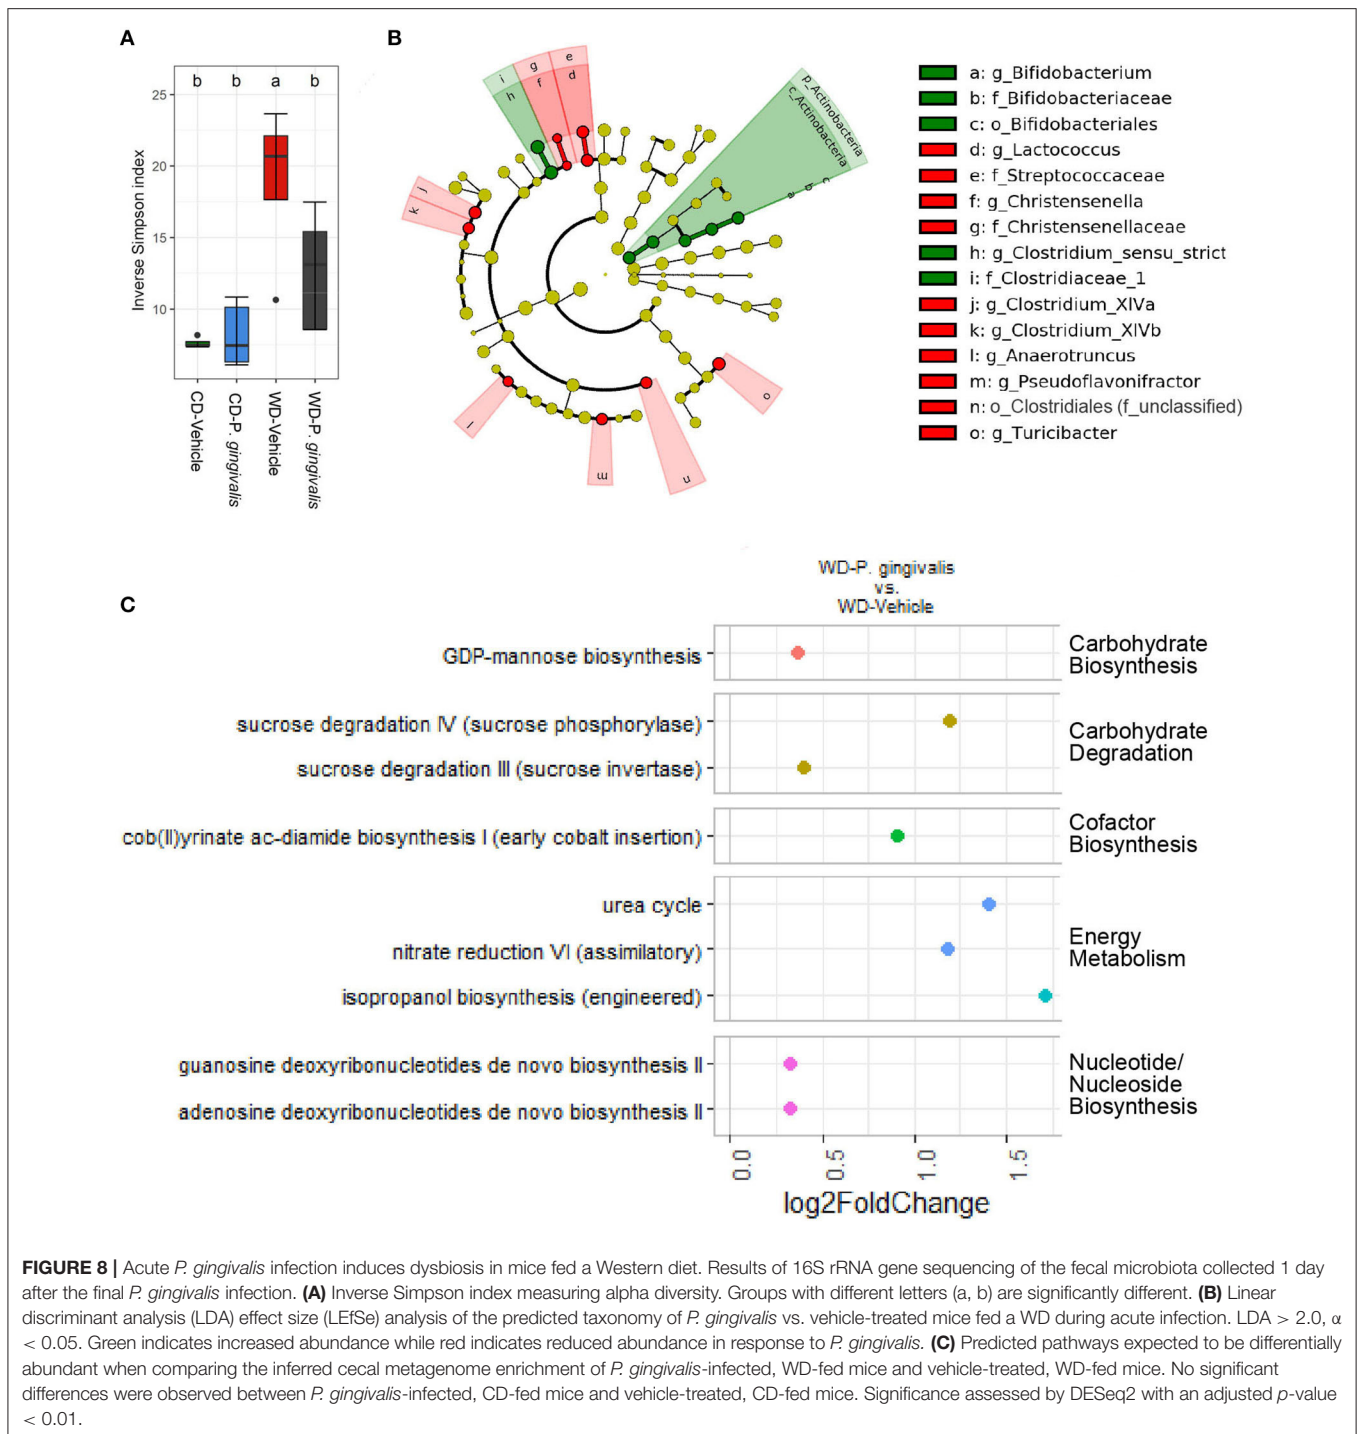 A
B
b b a b
25
20
15
10
Inverse Simpson index
CD-Vehicle
CD-P. gingivalis
WD-Vehicle
WD-P. gingivalis
i
h
g
f
e
d
p_Actinobacteria
c_Actinobacteria
c
b
a
j
k
l
m
n
o
a: g_Bifidobacterium
b: f_Bifidobacteriaceae
c: o_Bifidobacteriales
d: g_Lactococcus
e: f_Streptococcaceae
f: g_Christensenella
g: f_Christensenellaceae
h: g_Clostridium_sensu_strict
i: f_Clostridiaceae_1
j: g_Clostridium_XIVa
k: g_Clostridium_XIVb
l: g_Anaerotruncus
m: g_Pseudoflavonifractor
n: o_Clostridiales (f_unclassified)
o: g_Turicibacter
C
WD-P. gingivalis
vs.
WD-Vehicle
GDP-mannose biosynthesis
Carbohydrate
Biosynthesis
sucrose degradation IV (sucrose phosphorylase)
sucrose degradation III (sucrose invertase)
Carbohydrate
Degradation
cob(II)yrinate ac-diamide biosynthesis I (early cobalt insertion)
Cofactor
Biosynthesis
urea cycle
nitrate reduction VI (assimilatory)
isopropanol biosynthesis (engineered)
Energy
Metabolism
guanosine deoxyribonucleotides de novo biosynthesis II
adenosine deoxyribonucleotides de novo biosynthesis II
Nucleotide/
Nucleoside
Biosynthesis
0.0
0.5
1.0
1.5
log2FoldChange
FIGURE 8 | Acute P. gingivalis infection induces dysbiosis in mice fed a Western diet. Results of 16S rRNA gene sequencing of the fecal microbiota collected 1 day
after the final P. gingivalis infection. (A) Inverse Simpson index measuring alpha diversity. Groups with different letters (a, b) are significantly different. (B) Linear
discriminant analysis (LDA) effect size (LEfSe) analysis of the predicted taxonomy of P. gingivalis vs. vehicle-treated mice fed a WD during acute infection. LDA > 2.0, α
< 0.05. Green indicates increased abundance while red indicates reduced abundance in response to P. gingivalis. (C) Predicted pathways expected to be differentially
abundant when comparing the inferred cecal metagenome enrichment of P. gingivalis-infected, WD-fed mice and vehicle-treated, WD-fed mice. No significant
differences were observed between P. gingivalis-infected, CD-fed mice and vehicle-treated, CD-fed mice. Significance assessed by DESeq2 with an adjusted p-value
< 0.01.